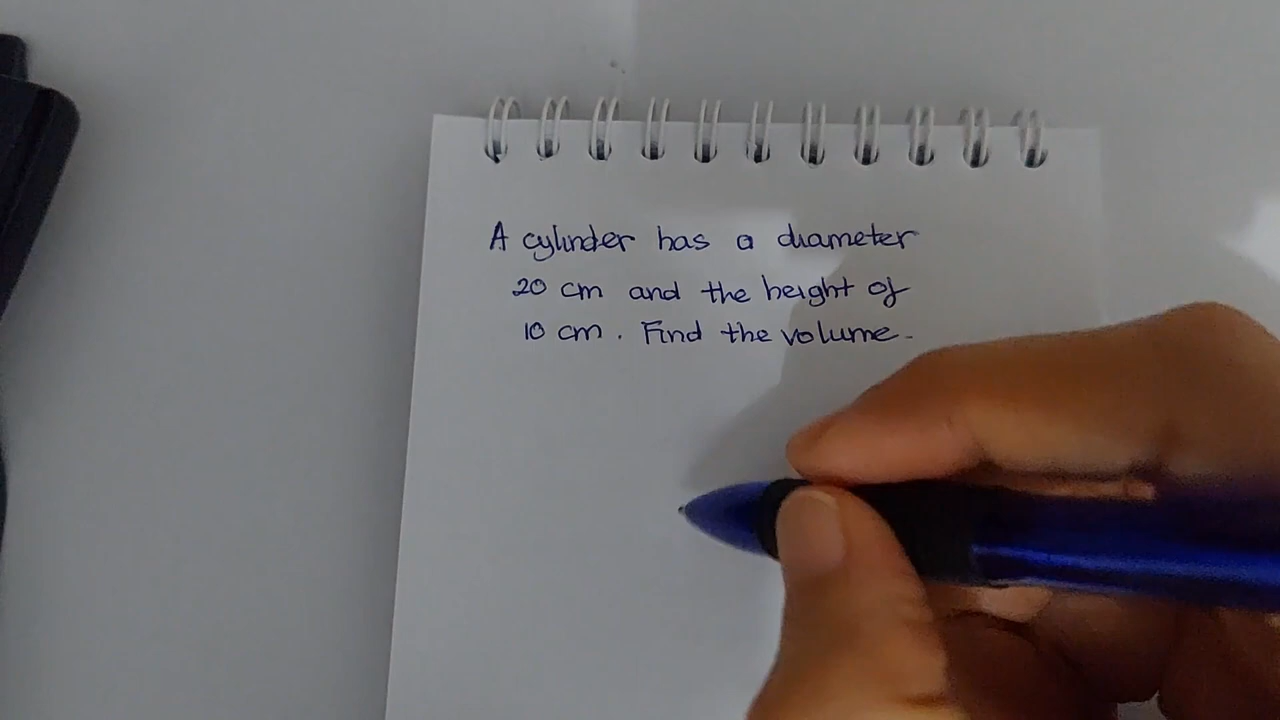 A cylinder has a diameter
20 cm and the height of
10 cm. Find the volume.